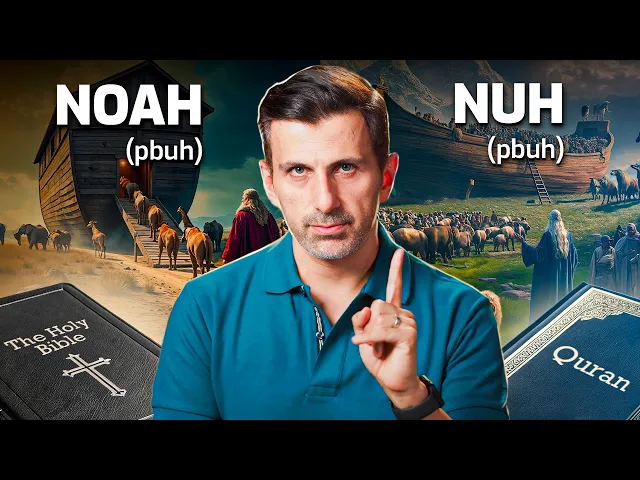 NOAH
(pbuh)
NUH
(pbuh)
The Holy
Bible
Quran